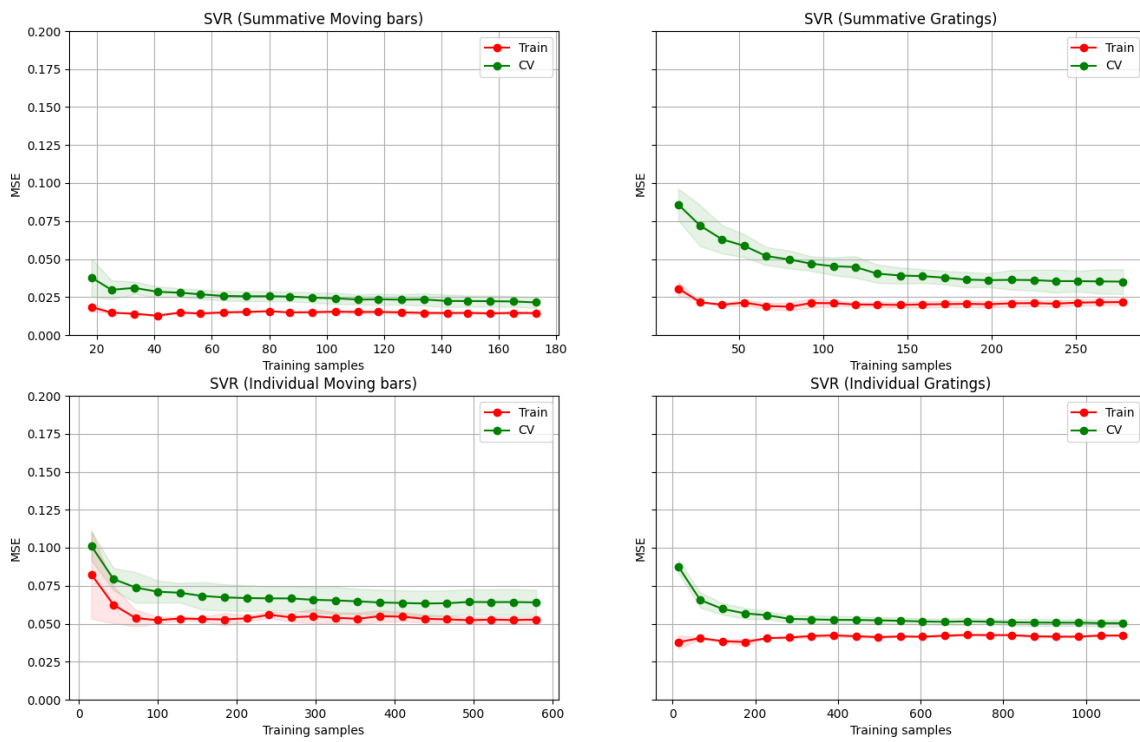 SVR (Summative Moving bars)
0.200
0.175
0.150
0.125
0.100
0.075
0.050
0.025
0.000
MSE
Train
CV
20 40 60 80 100 120 140 160 180
Training samples
SVR (Summative Gratings)
MSE
Train
CV
50 100 150 200 250
Training samples
SVR (Individual Moving bars)
0.200
0.175
0.150
0.125
0.100
0.075
0.050
0.025
0.000
MSE
Train
CV
0 100 200 300 400 500 600
Training samples
SVR (Individual Gratings)
MSE
Train
CV
0 200 400 600 800 1000
Training samples